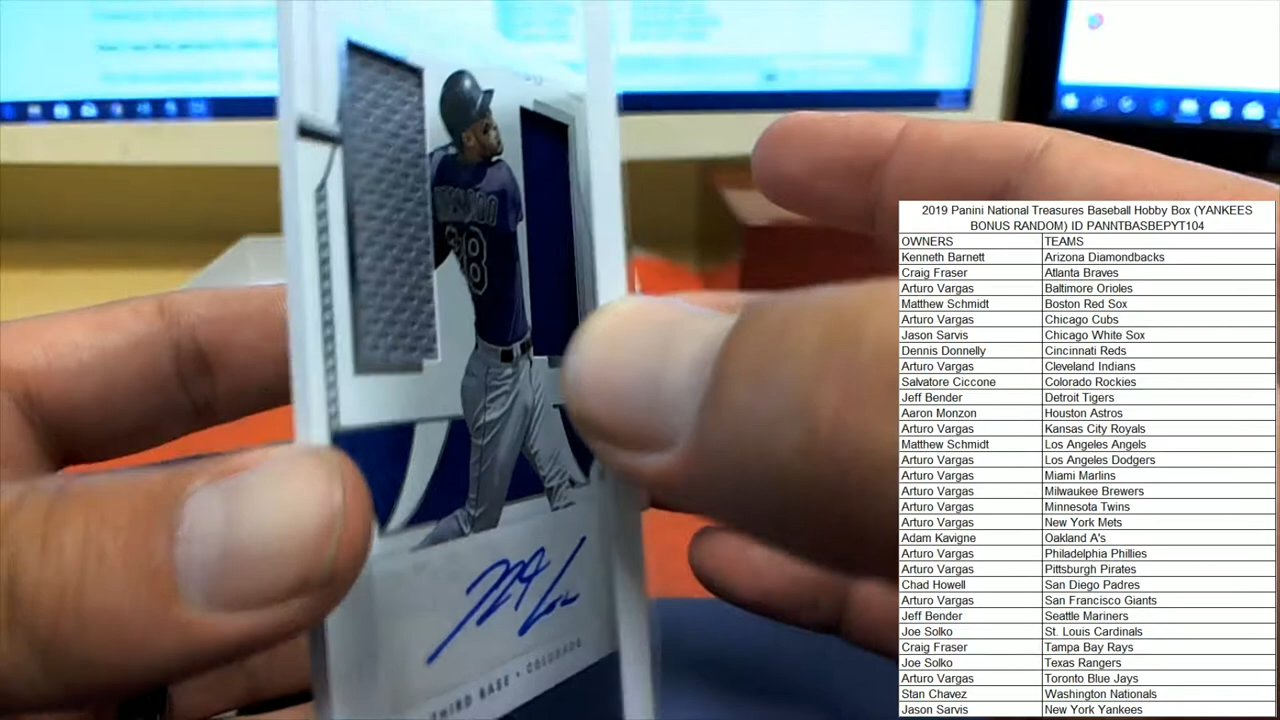 28
THIRD BASE • COLORADO
2019 Panini National Treasures Baseball Hobby Box (YANKEES
BONUS RANDOM) ID PANNTBASBEPYT104
OWNERS TEAMS
Kenneth Barnett Arizona Diamondbacks
Craig Fraser Atlanta Braves
Arturo Vargas Baltimore Orioles
Matthew Schmidt Boston Red Sox
Arturo Vargas Chicago Cubs
Jason Sarvis Chicago White Sox
Dennis Donnelly Cincinnati Reds
Arturo Vargas Cleveland Indians
Salvatore Ciccone Colorado Rockies
Jeff Bender Detroit Tigers
Aaron Monzon Houston Astros
Arturo Vargas Kansas City Royals
Matthew Schmidt Los Angeles Angels
Arturo Vargas Los Angeles Dodgers
Arturo Vargas Miami Marlins
Arturo Vargas Milwaukee Brewers
Arturo Vargas Minnesota Twins
Arturo Vargas New York Mets
Adam Kavigne Oakland A's
Arturo Vargas Philadelphia Phillies
Arturo Vargas Pittsburgh Pirates
Chad Howell San Diego Padres
Arturo Vargas San Francisco Giants
Jeff Bender Seattle Mariners
Joe Solko St. Louis Cardinals
Craig Fraser Tampa Bay Rays
Joe Solko Texas Rangers
Arturo Vargas Toronto Blue Jays
Stan Chavez Washington Nationals
Jason Sarvis New York Yankees